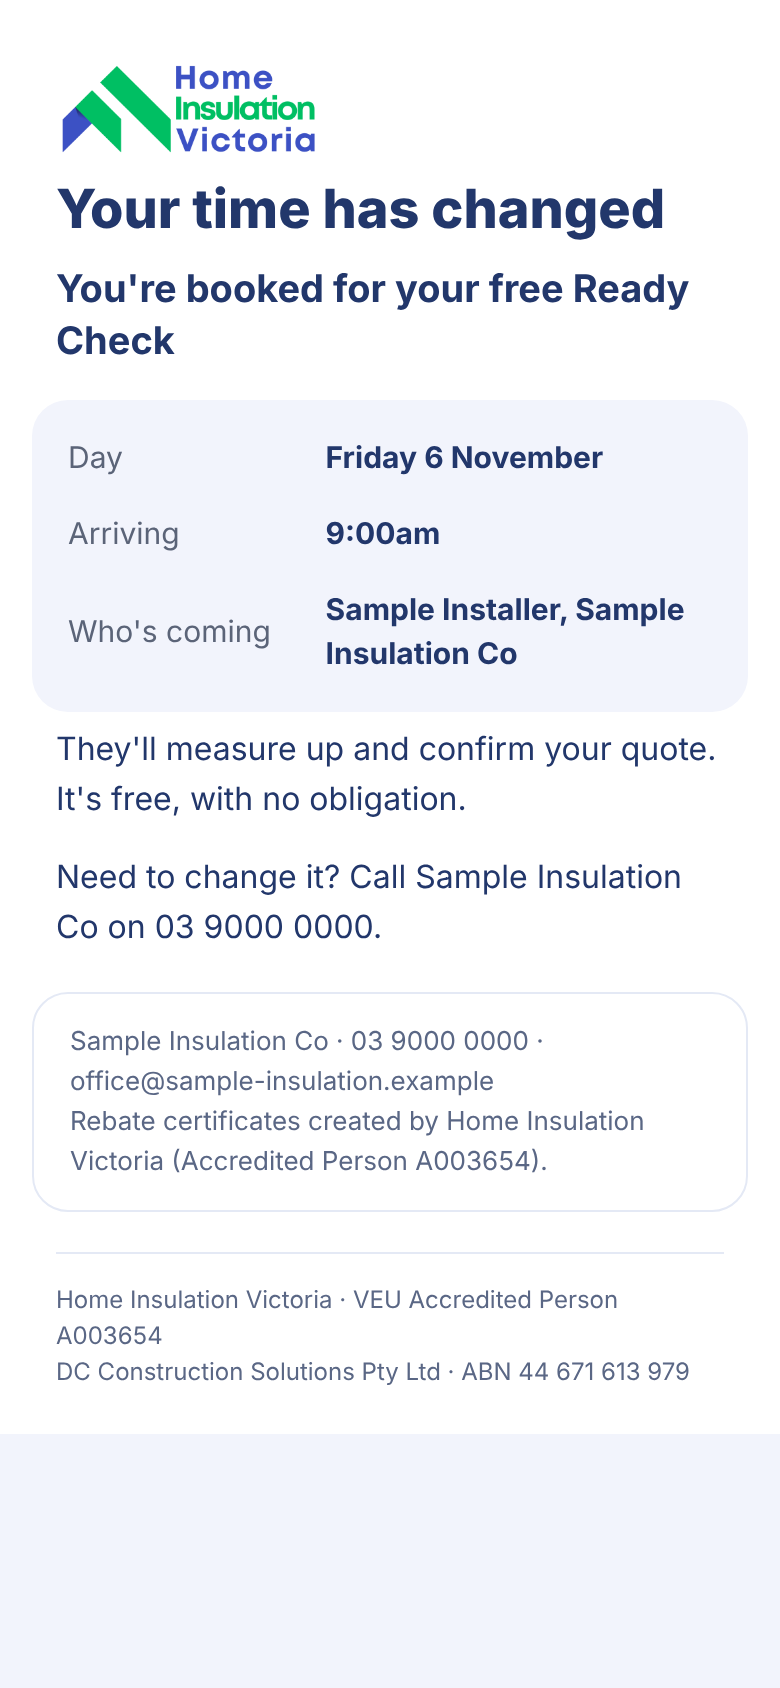 Home
Insulation
Victoria
Your time has changed
You're booked for your free Ready
Check
Day
Friday 6 November
Arriving
9:00am
Who's coming
Sample Installer, Sample
Insulation Co
They'll measure up and confirm your quote.
It's free, with no obligation.
Need to change it? Call Sample Insulation
Co on 03 9000 0000.
Sample Insulation Co · 03 9000 0000 ·
office@sample-insulation.example
Rebate certificates created by Home Insulation
Victoria (Accredited Person A003654).
Home Insulation Victoria · VEU Accredited Person
A003654
DC Construction Solutions Pty Ltd · ABN 44 671 613 979